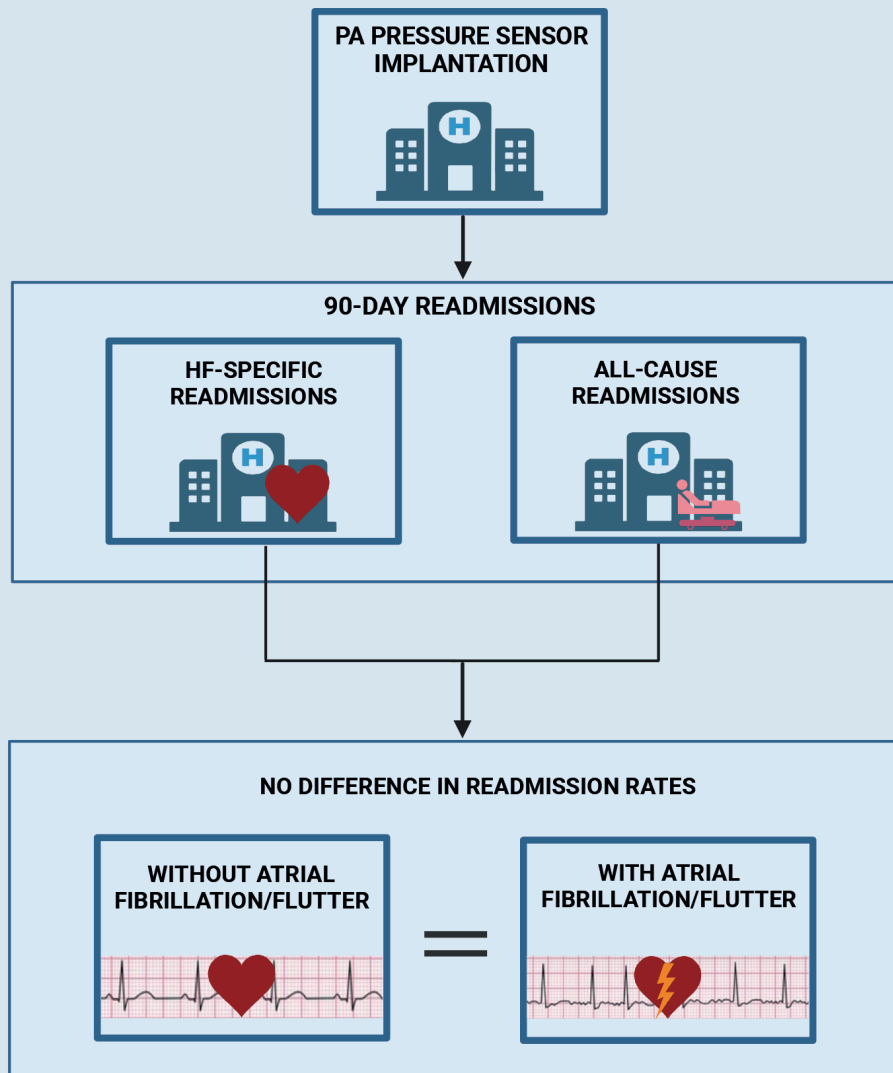 PA PRESSURE SENSOR
IMPLANTATION
H
90-DAY READMISSIONS
HF-SPECIFIC
READMISSIONS
H
ALL-CAUSE
READMISSIONS
H
NO DIFFERENCE IN READMISSION RATES
WITHOUT ATRIAL
FIBRILLATION/FLUTTER
=
WITH ATRIAL
FIBRILLATION/FLUTTER